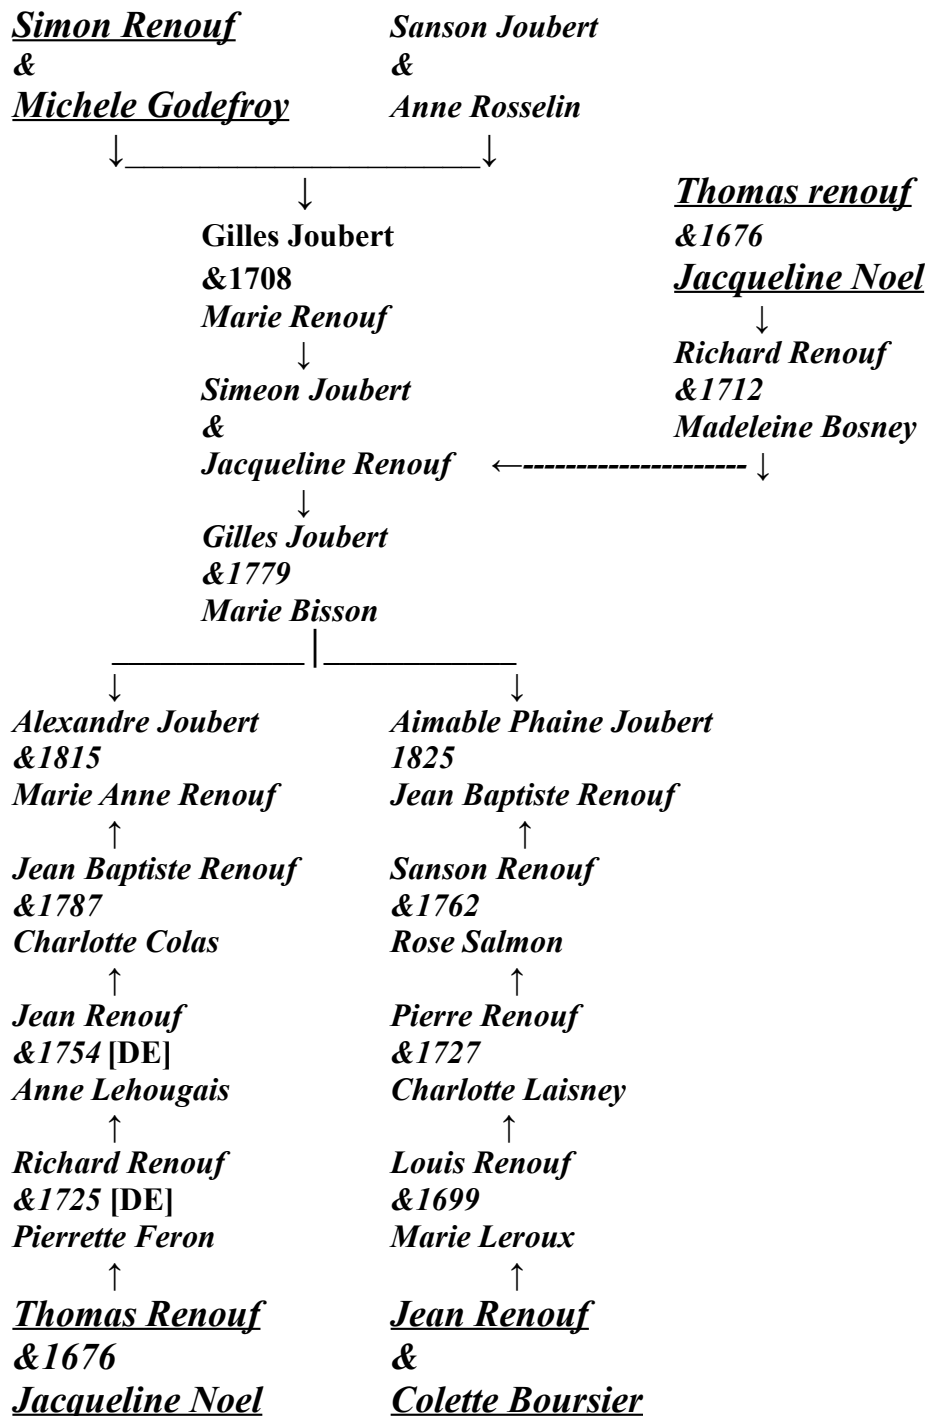 Simon Renouf Sanson Joubert
& &
Michele Godefroy Anne Rosselin
↓______________________↓
↓
Thomas renouf
Gilles Joubert &1676
&1708 Jacqueline Noel
Marie Renouf ↓
↓ Richard Renouf
Simeon Joubert &1712
& Madeleine Bosney
Jacqueline Renouf ←--------------------- ↓
↓
Gilles Joubert
&1779
Marie Bisson
____________|____________
↓ ↓
Alexandre Joubert Aimable Phaine Joubert
&1815 1825
Marie Anne Renouf Jean Baptiste Renouf
↑ ↑
Jean Baptiste Renouf Sanson Renouf
&1787 &1762
Charlotte Colas Rose Salmon
↑ ↑
Jean Renouf Pierre Renouf
&1754 [DE] &1727
Anne Lehougais Charlotte Laisney
↑ ↑
Richard Renouf Louis Renouf
&1725 [DE] &1699
Pierrette Feron Marie Leroux
↑ ↑
Thomas Renouf Jean Renouf
&1676 &
Jacqueline Noel Colette Boursier